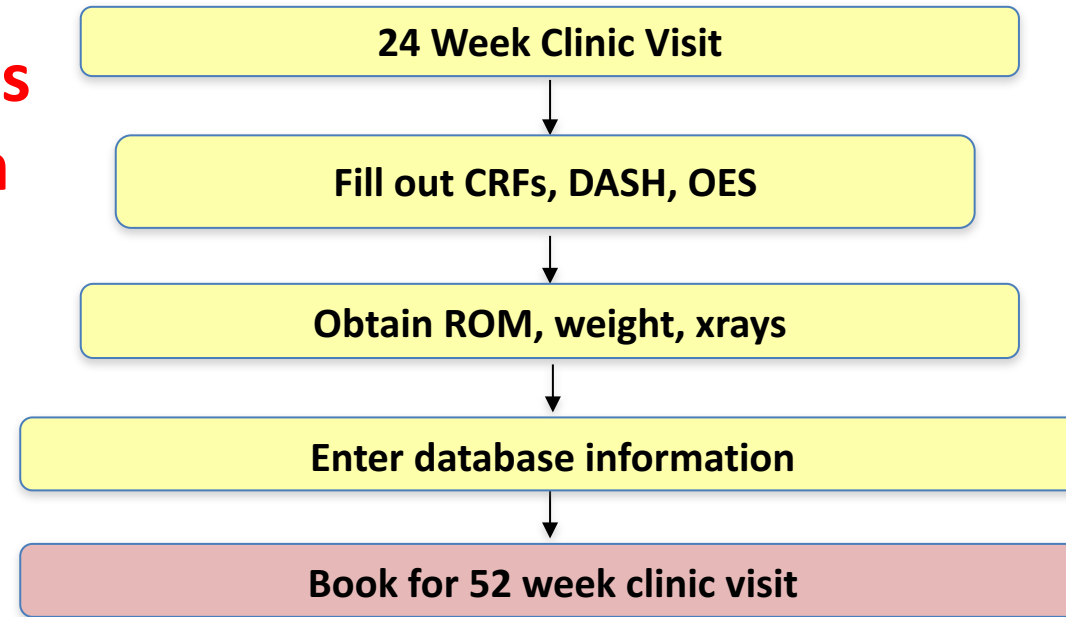 24 Week Clinic Visit
Fill out CRFs, DASH, OES
Obtain ROM, weight, xrays
Enter database information
Book for 52 week clinic visit